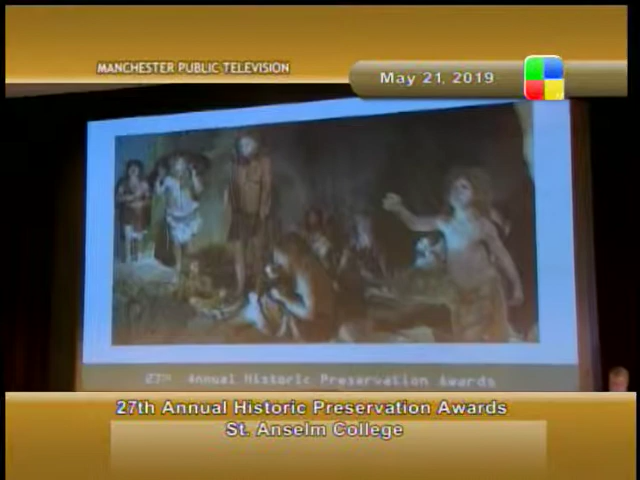 MANCHESTER PUBLIC TELEVISION
May 21, 2019
27th Annual Historic Preservation Awards
27th Annual Historic Preservation Awards
St. Anselm College